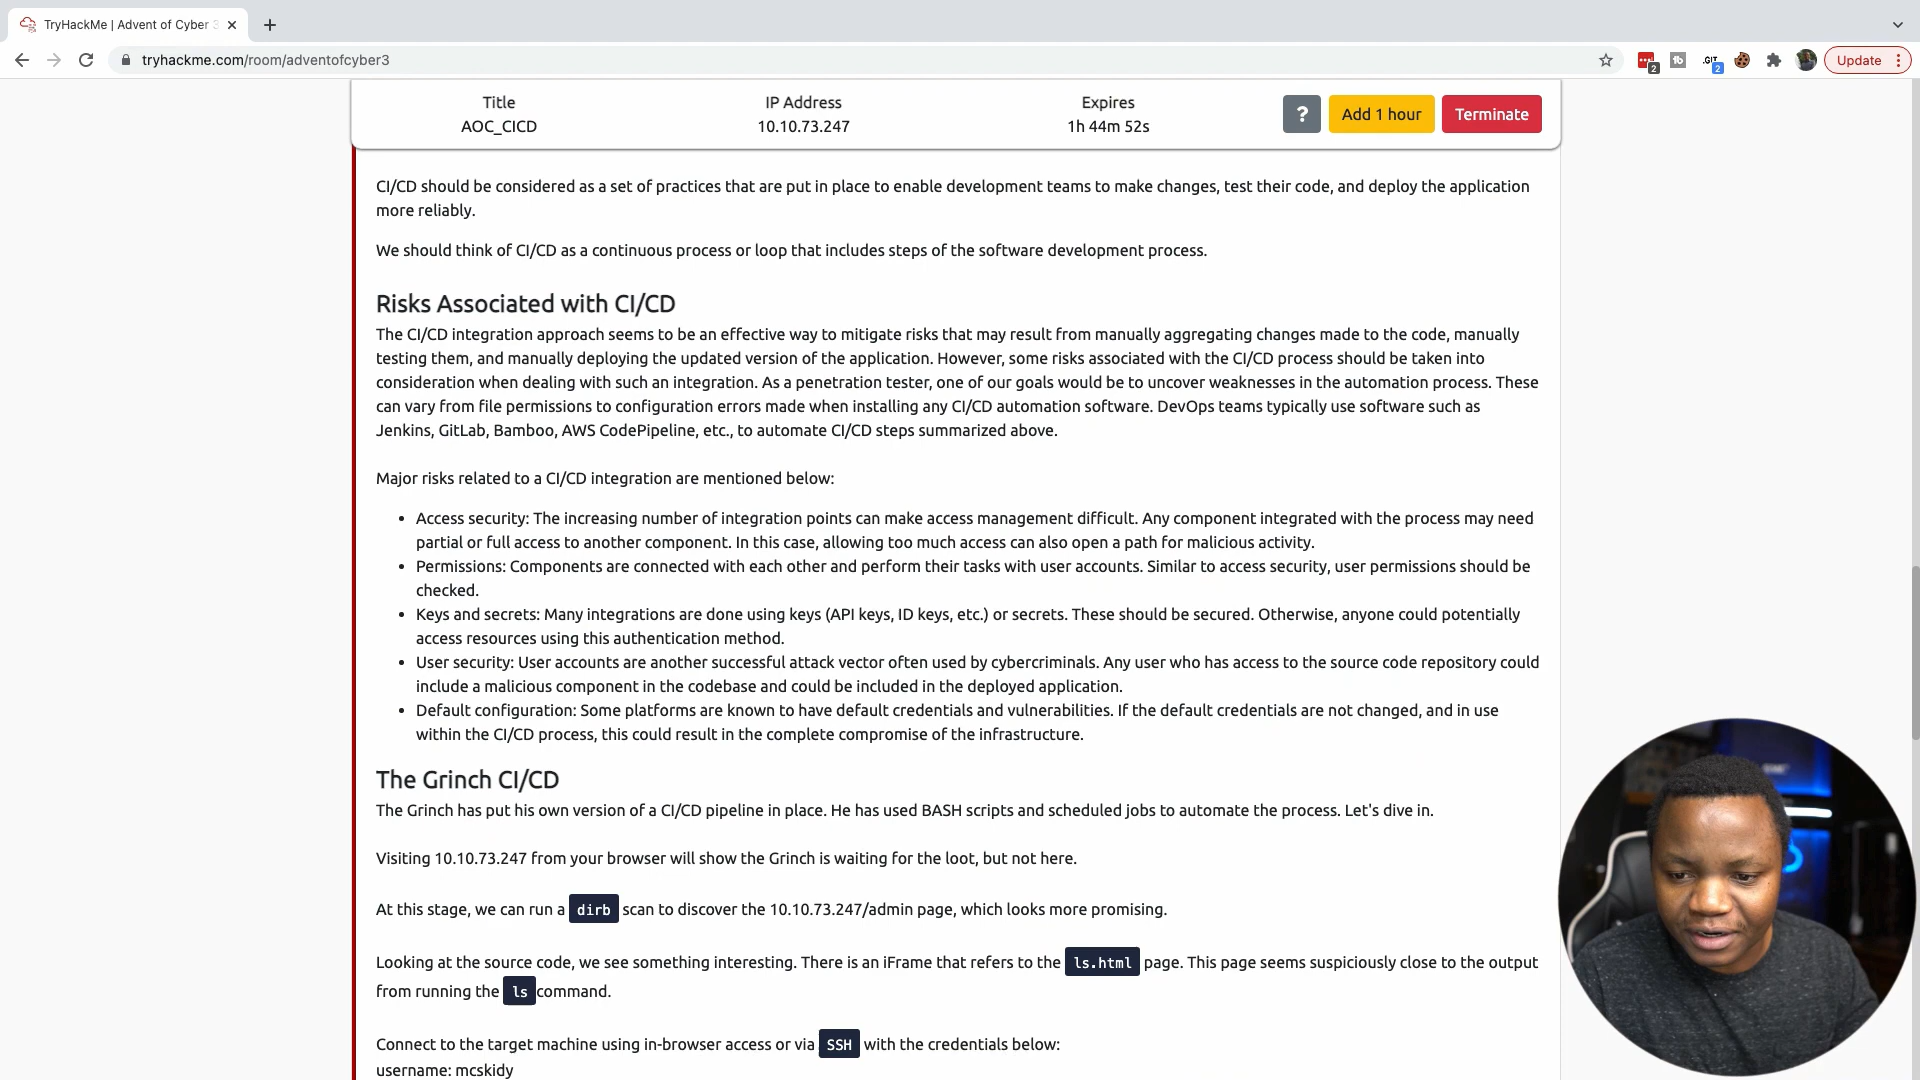 TryHackMe | Advent of Cyber 3
tryhackme.com/room/adventofcyber3
2
tb
.GIT
2
Update
Title
IP Address
Expires
AOC_CICD
10.10.73.247
1h 44m 52s
?
Add 1 hour
Terminate
CI/CD should be considered as a set of practices that are put in place to enable development teams to make changes, test their code, and deploy the application
more reliably.
We should think of CI/CD as a continuous process or loop that includes steps of the software development process.
Risks Associated with CI/CD
The CI/CD integration approach seems to be an effective way to mitigate risks that may result from manually aggregating changes made to the code, manually
testing them, and manually deploying the updated version of the application. However, some risks associated with the CI/CD process should be taken into
consideration when dealing with such an integration. As a penetration tester, one of our goals would be to uncover weaknesses in the automation process. These
can vary from file permissions to configuration errors made when installing any CI/CD automation software. DevOps teams typically use software such as
Jenkins, GitLab, Bamboo, AWS CodePipeline, etc., to automate CI/CD steps summarized above.
Major risks related to a CI/CD integration are mentioned below:
• Access security: The increasing number of integration points can make access management difficult. Any component integrated with the process may need
partial or full access to another component. In this case, allowing too much access can also open a path for malicious activity.
• Permissions: Components are connected with each other and perform their tasks with user accounts. Similar to access security, user permissions should be
checked.
• Keys and secrets: Many integrations are done using keys (API keys, ID keys, etc.) or secrets. These should be secured. Otherwise, anyone could potentially
access resources using this authentication method.
• User security: User accounts are another successful attack vector often used by cybercriminals. Any user who has access to the source code repository could
include a malicious component in the codebase and could be included in the deployed application.
• Default configuration: Some platforms are known to have default credentials and vulnerabilities. If the default credentials are not changed, and in use
within the CI/CD process, this could result in the complete compromise of the infrastructure.
The Grinch CI/CD
The Grinch has put his own version of a CI/CD pipeline in place. He has used BASH scripts and scheduled jobs to automate the process. Let's dive in.
Visiting 10.10.73.247 from your browser will show the Grinch is waiting for the loot, but not here.
At this stage, we can run a dirb scan to discover the 10.10.73.247/admin page, which looks more promising.
Looking at the source code, we see something interesting. There is an iFrame that refers to the ls.html page. This page seems suspiciously close to the output
from running the ls command.
Connect to the target machine using in-browser access or via SSH with the credentials below:
username: mcskidy